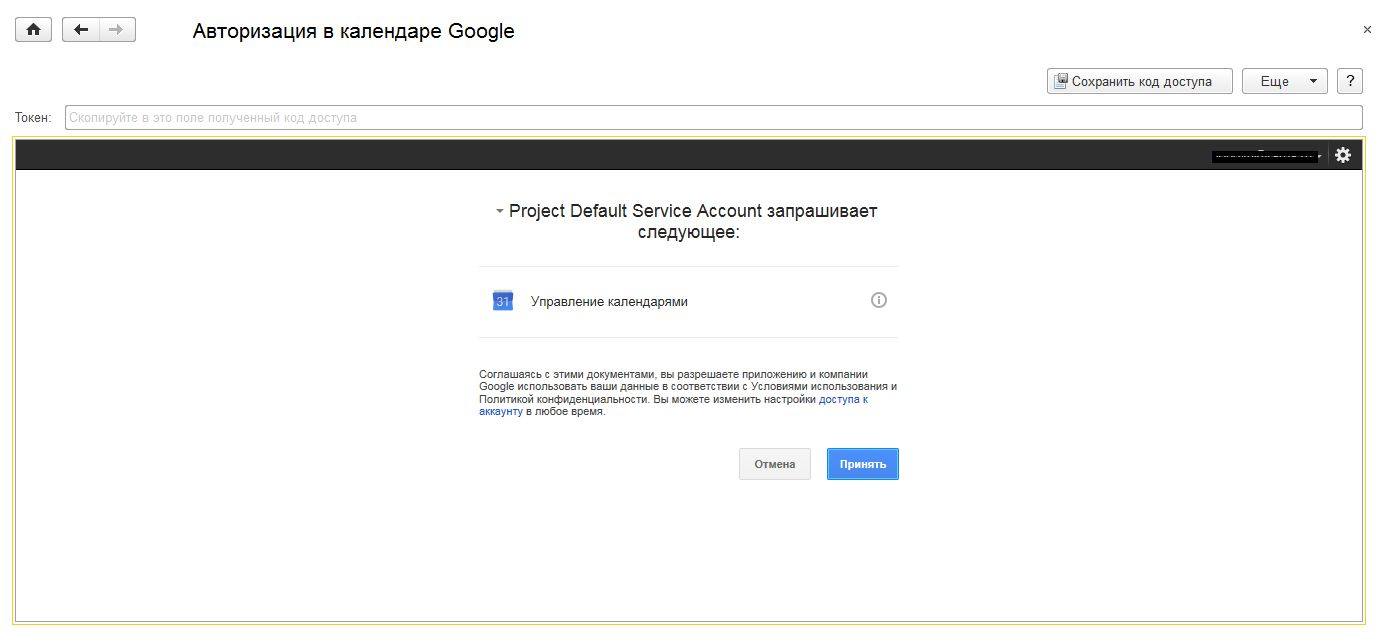 Авторизация в календаре Google
Сохранить код доступа
Еще
?
Токен:
Скопируйте в это поле полученный код доступа
Project Default Service Account запрашивает
следующее:
31
Управление календарями
Соглашаясь с этими документами, вы разрешаете приложению и компании
Google использовать ваши данные в соответствии с Условиями использования и
Политикой конфиденциальности. Вы можете изменить настройки доступа к
аккаунту в любое время.
Отмена
Принять